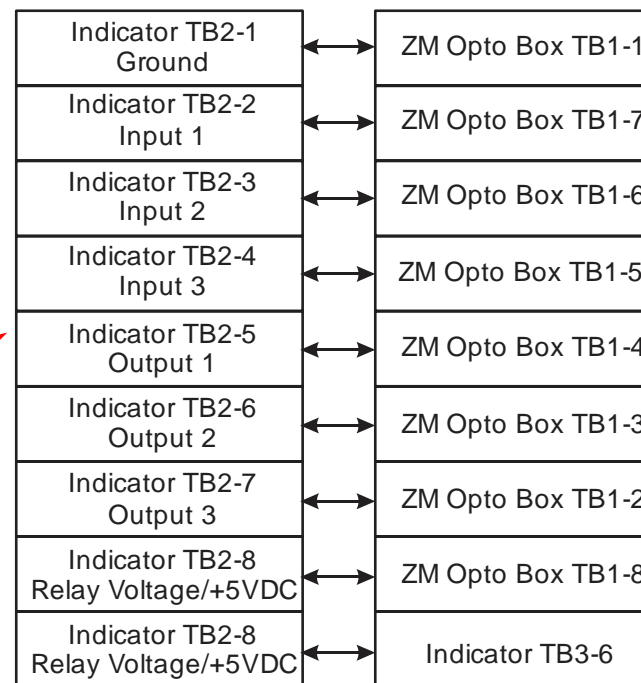 Indicator TB2-1
Ground
ZM Opto Box TB1-1
Indicator TB2-2
Input 1
ZM Opto Box TB1-7
Indicator TB2-3
Input 2
ZM Opto Box TB1-6
Indicator TB2-4
Input 3
ZM Opto Box TB1-5
Indicator TB2-5
Output 1
ZM Opto Box TB1-4
Indicator TB2-6
Output 2
ZM Opto Box TB1-3
Indicator TB2-7
Output 3
ZM Opto Box TB1-2
Indicator TB2-8
Relay Voltage/+5VDC
ZM Opto Box TB1-8
Indicator TB2-8
Relay Voltage/+5VDC
Indicator TB3-6